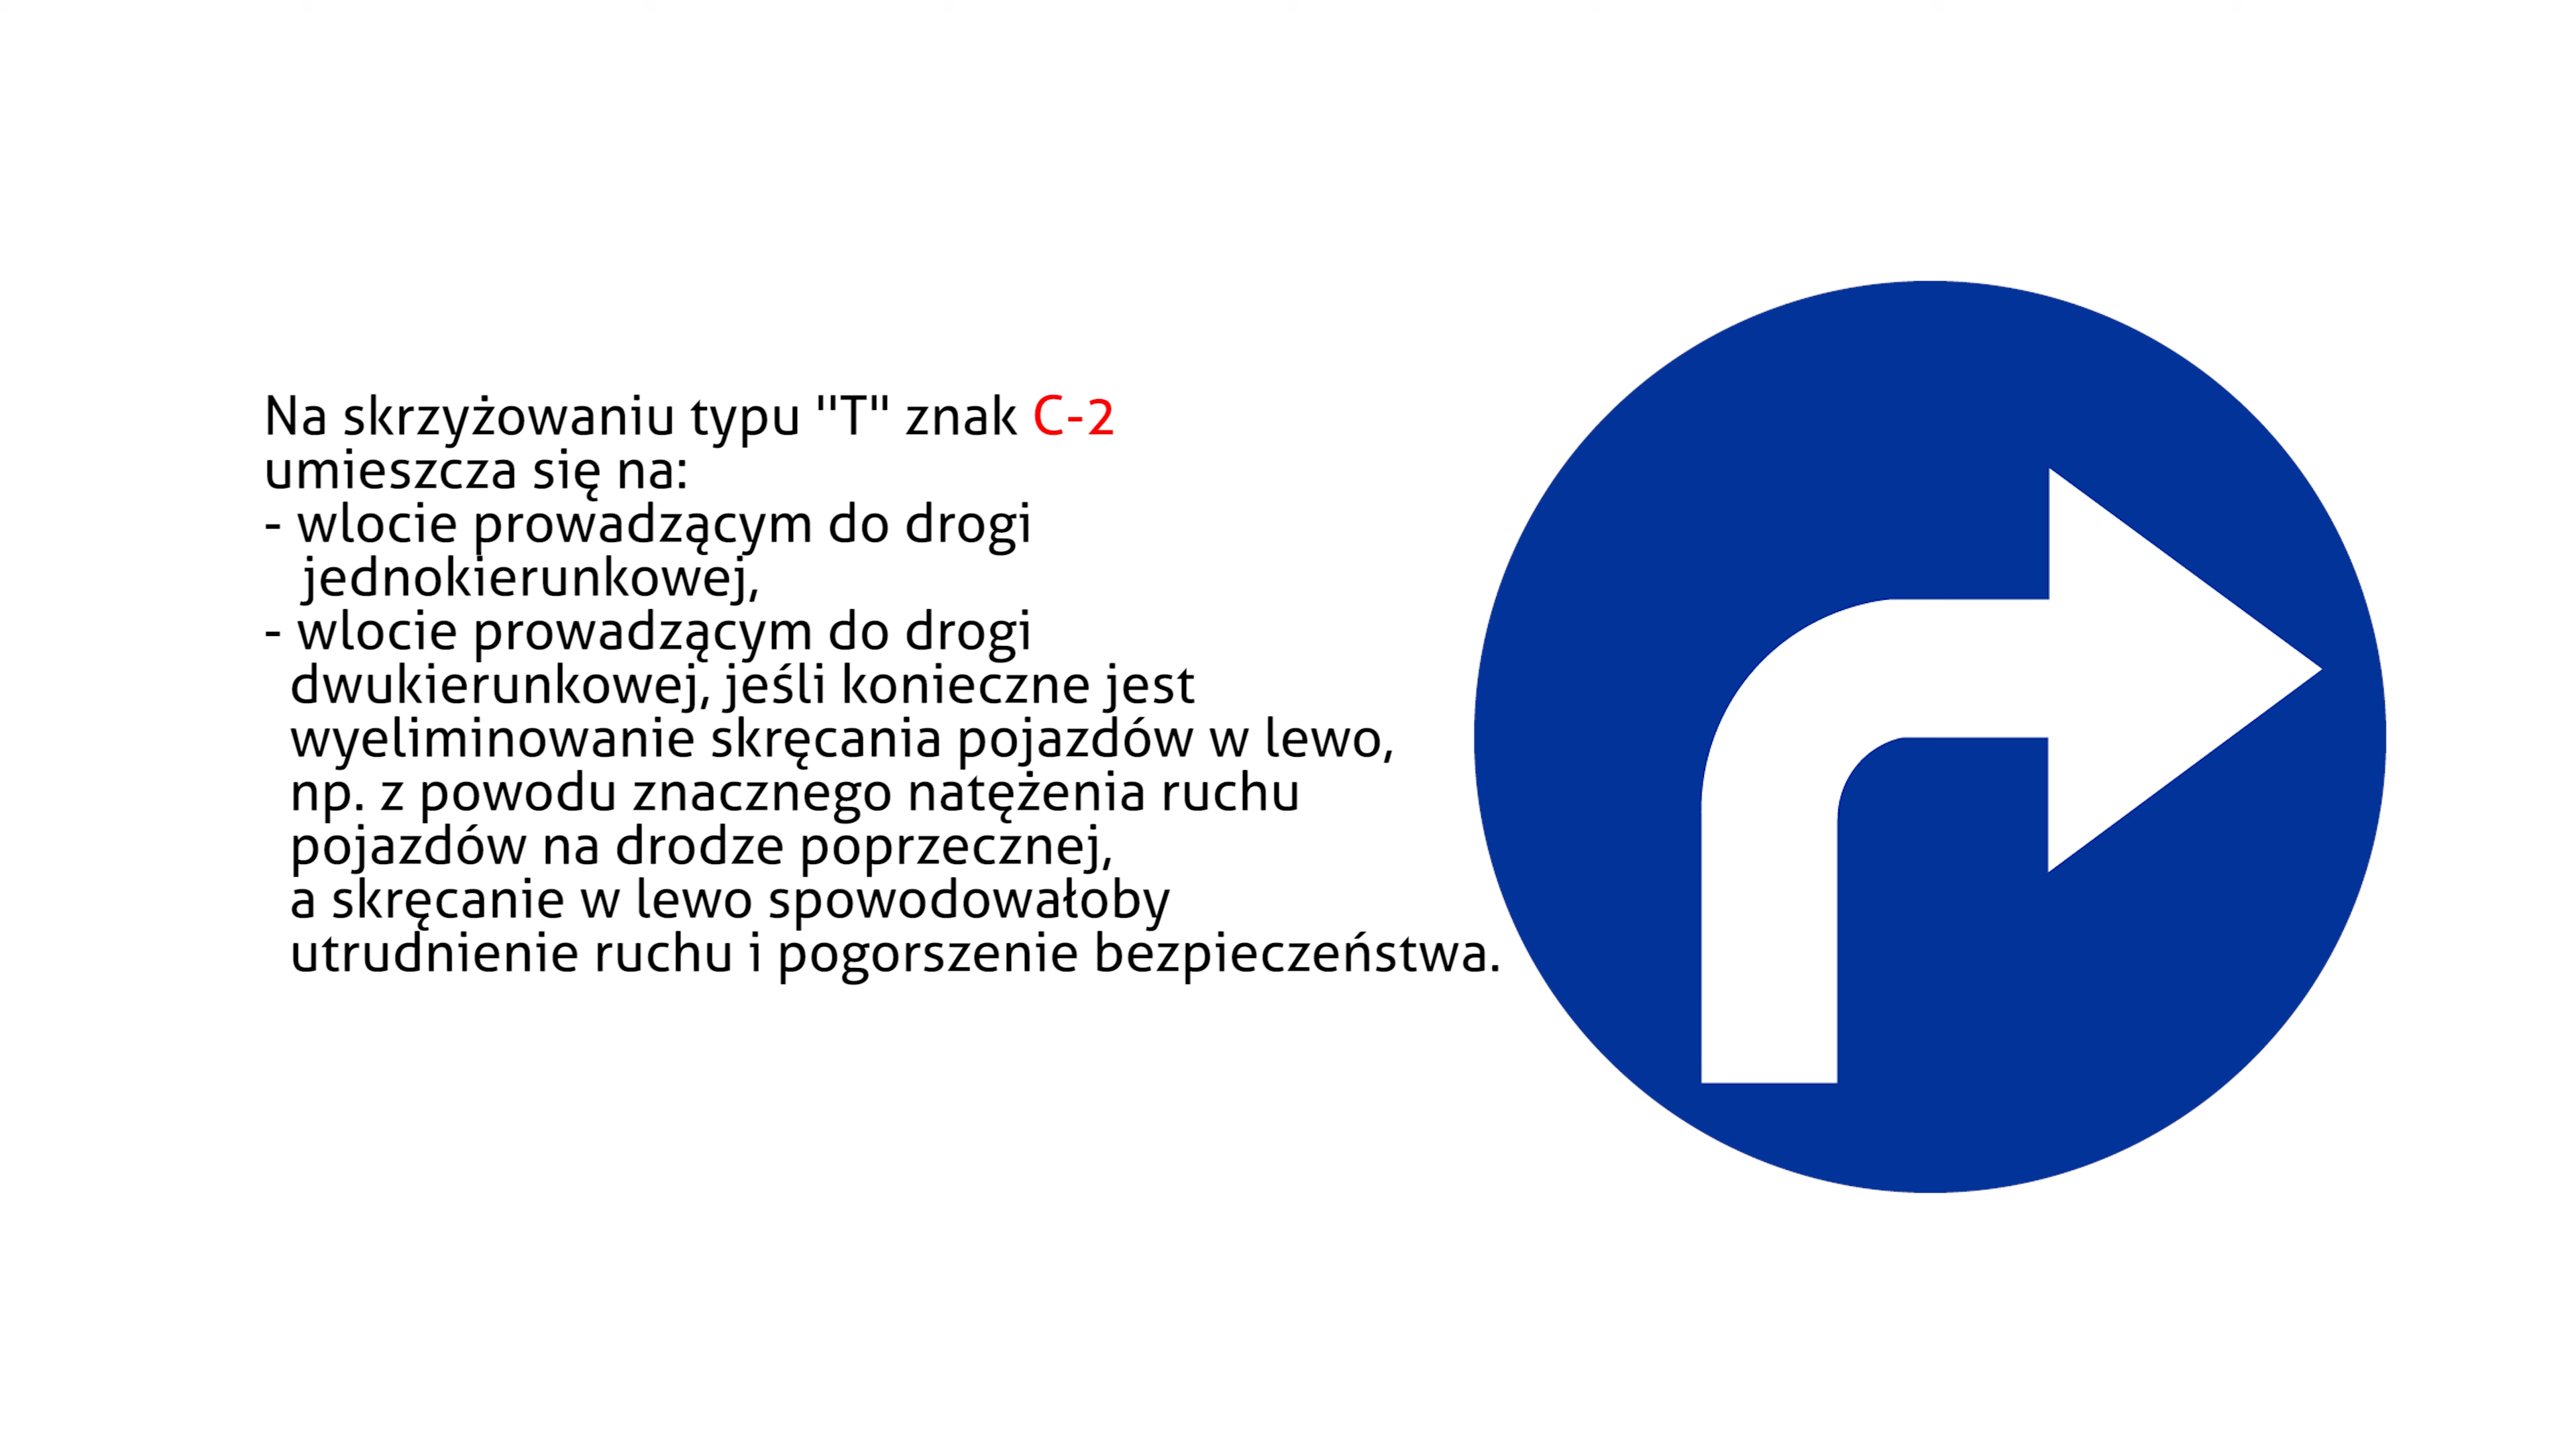 Na skrzyżowaniu typu "T" znak C-2
umieszcza się na:
- wlocie prowadzącym do drogi
jednokierunkowej,
- wlocie prowadzącym do drogi
dwukierunkowej, jeśli konieczne jest
wyeliminowanie skręcania pojazdów w lewo,
np. z powodu znacznego natężenia ruchu
pojazdów na drodze poprzecznej,
a skręcanie w lewo spowodowałoby
utrudnienie ruchu i pogorszenie bezpieczeństwa.